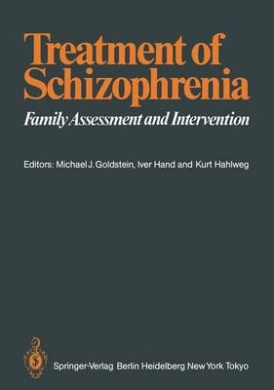 Treatment of
Schizophrenia
Family Assessment and Intervention
Editors: Michael J. Goldstein, Iver Hand and Kurt Hahlweg
Springer-Verlag Berlin Heidelberg New York Tokyo